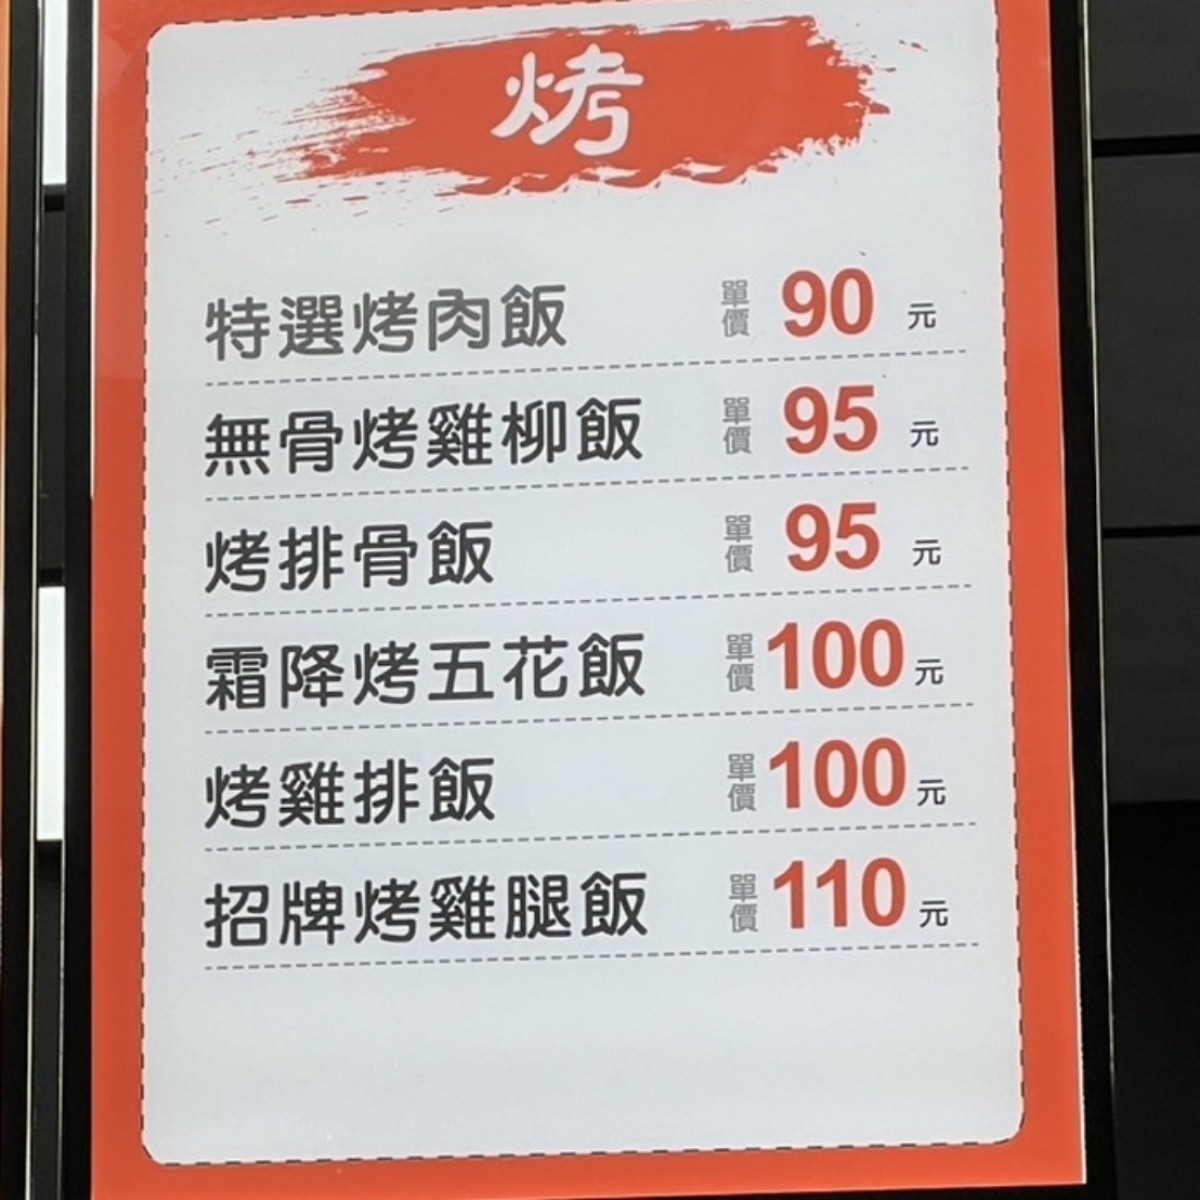 烤
特選烤肉飯 單價 90 元
無骨烤雞柳飯 單價 95 元
烤排骨飯 單價 95 元
霜降烤五花飯 單價 100 元
烤雞排飯 單價 100 元
招牌烤雞腿飯 單價 110 元